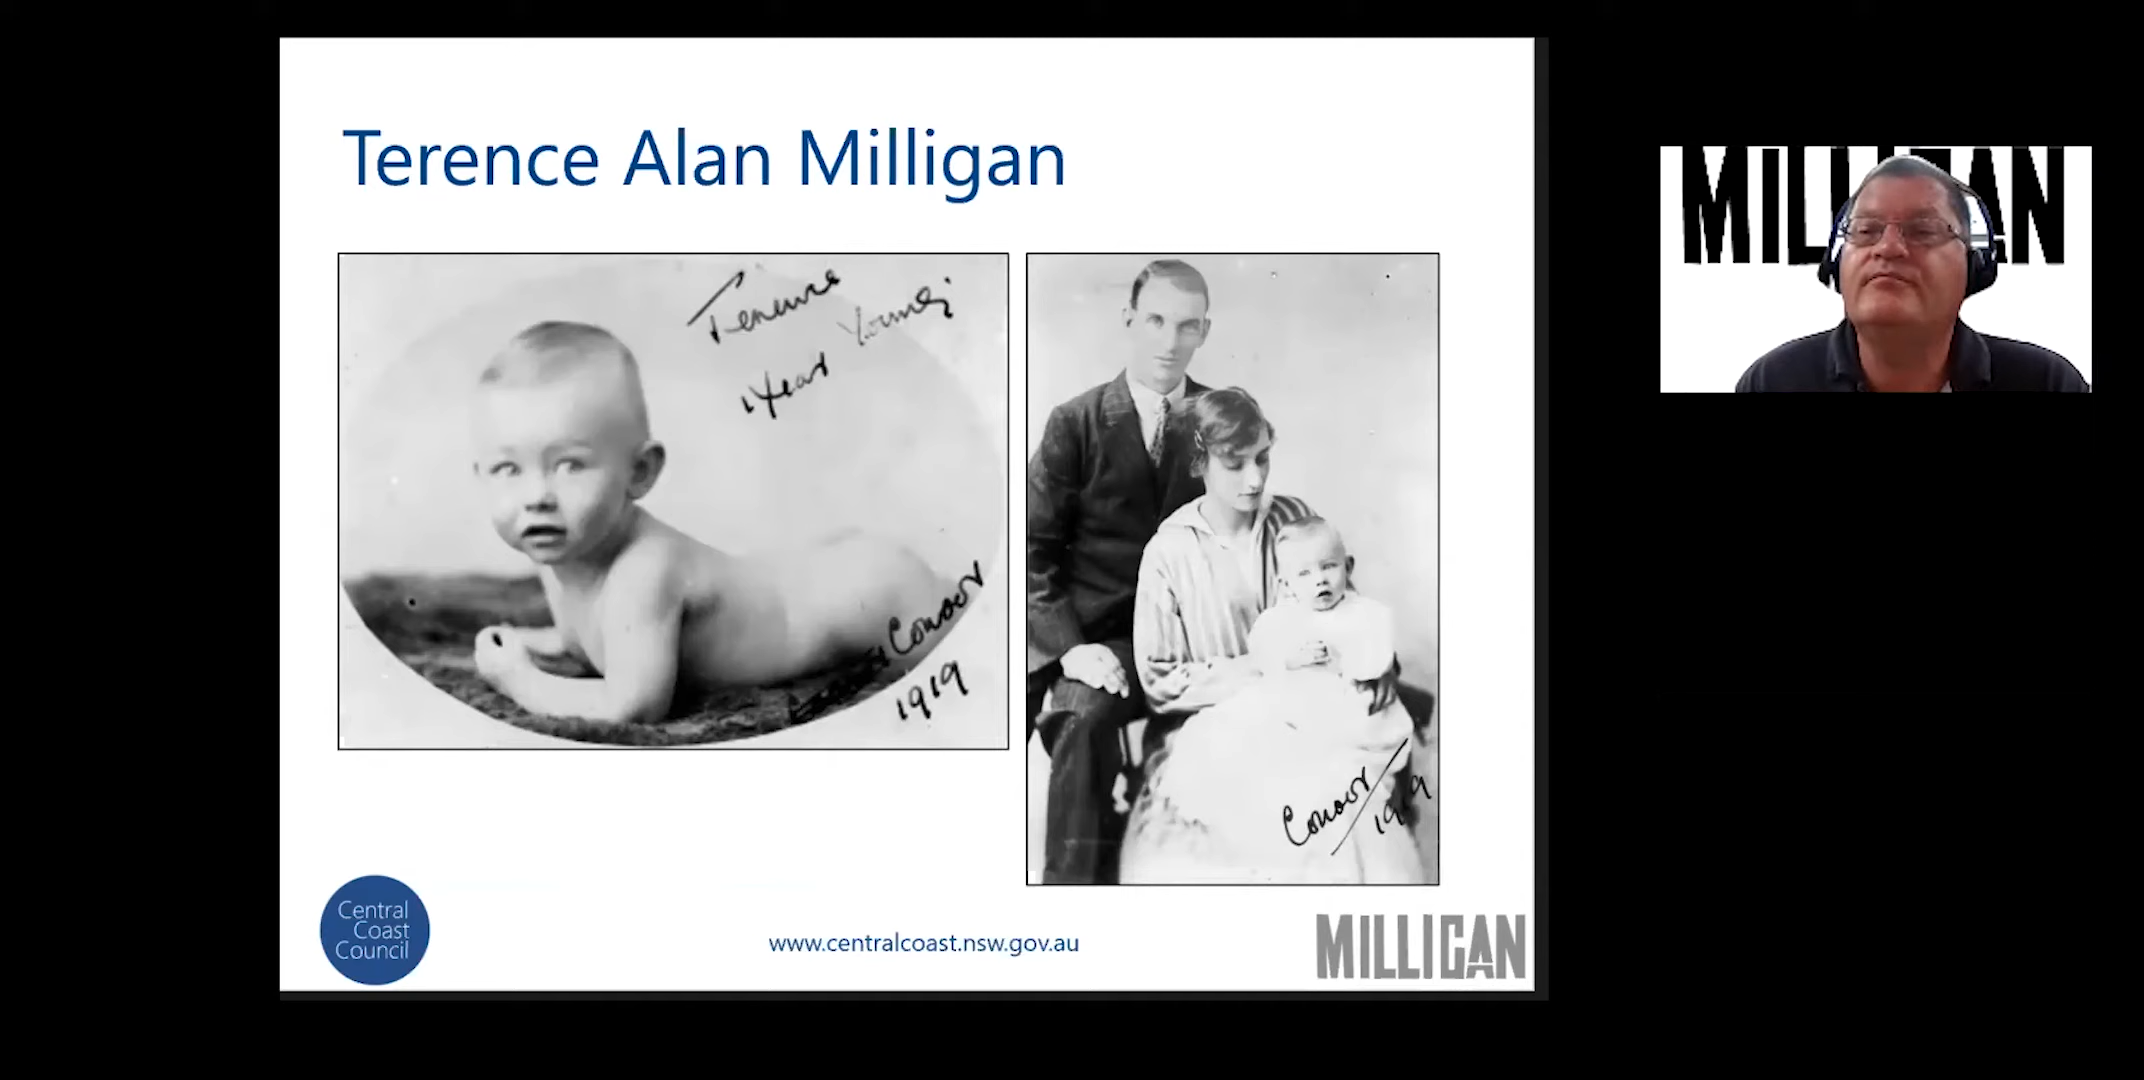 Terence Alan Milligan
Terence
Young
1 Year
Conoor
1919
Conoor
1919
Central
Coast
Council
www.centralcoast.nsw.gov.au
MILLIGAN
MILLIGAN